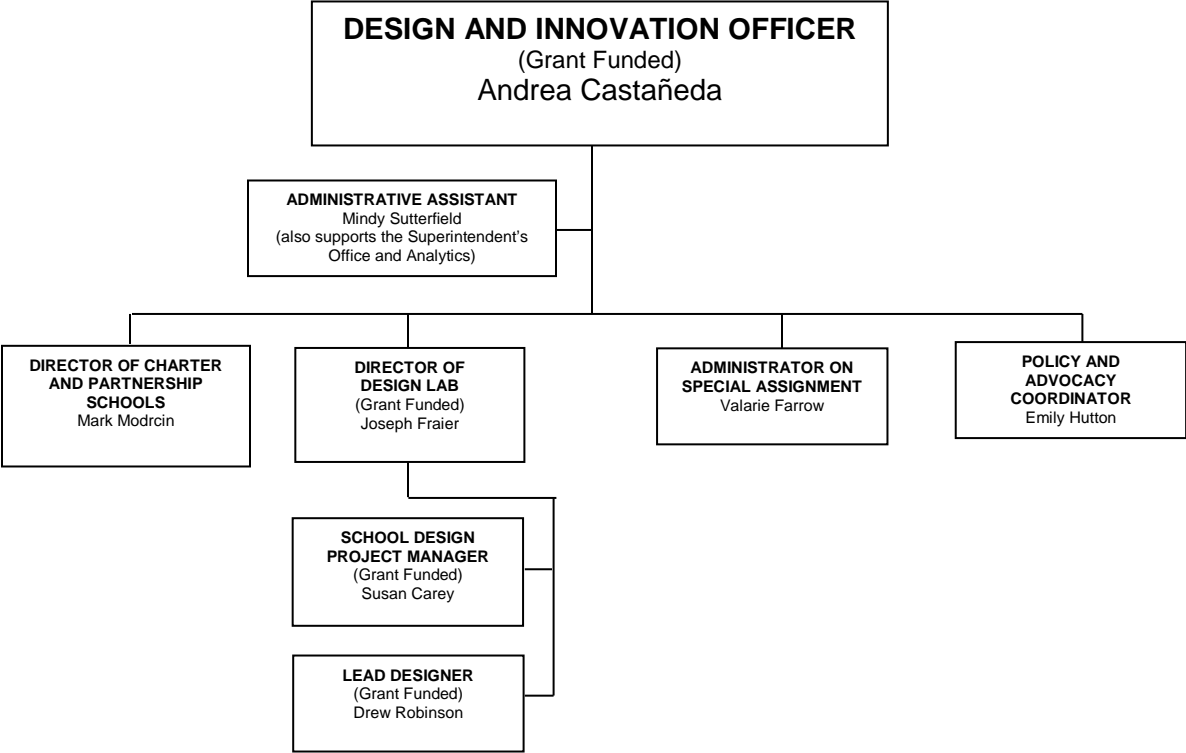 DESIGN AND INNOVATION OFFICER
(Grant Funded)
Andrea Castañeda
ADMINISTRATIVE ASSISTANT
Mindy Sutterfield
(also supports the Superintendent's
Office and Analytics)
DIRECTOR OF CHARTER
AND PARTNERSHIP
SCHOOLS
Mark Modrcin
DIRECTOR OF
DESIGN LAB
(Grant Funded)
Joseph Fraier
ADMINISTRATOR ON
SPECIAL ASSIGNMENT
Valarie Farrow
POLICY AND
ADVOCACY
COORDINATOR
Emily Hutton
SCHOOL DESIGN
PROJECT MANAGER
(Grant Funded)
Susan Carey
LEAD DESIGNER
(Grant Funded)
Drew Robinson